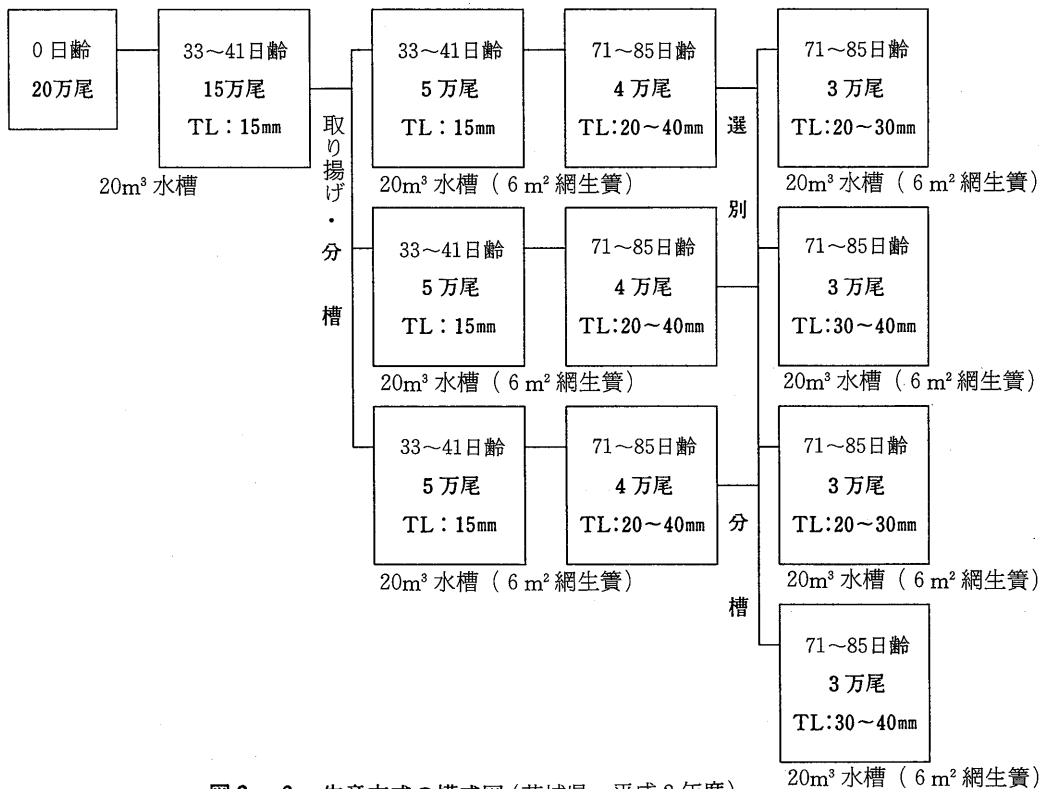 0日齢
20万尾
33～41日齢
15万尾
TL：15mm
20m³ 水槽
取り揚げ・分槽
33～41日齢
5万尾
TL：15mm
20m³ 水槽（6m² 網生簀）
71～85日齢
4万尾
TL：20～40mm
33～41日齢
5万尾
TL：15mm
20m³ 水槽（6m² 網生簀）
71～85日齢
4万尾
TL：20～40mm
33～41日齢
5万尾
TL：15mm
20m³ 水槽（6m² 網生簀）
71～85日齢
4万尾
TL：20～40mm
選別分槽
71～85日齢
3万尾
TL：20～30mm
20m³ 水槽（6m² 網生簀）
71～85日齢
3万尾
TL：30～40mm
20m³ 水槽（6m² 網生簀）
71～85日齢
3万尾
TL：20～30mm
20m³ 水槽（6m² 網生簀）
71～85日齢
3万尾
TL：30～40mm
20m³ 水槽（6m² 網生簀）